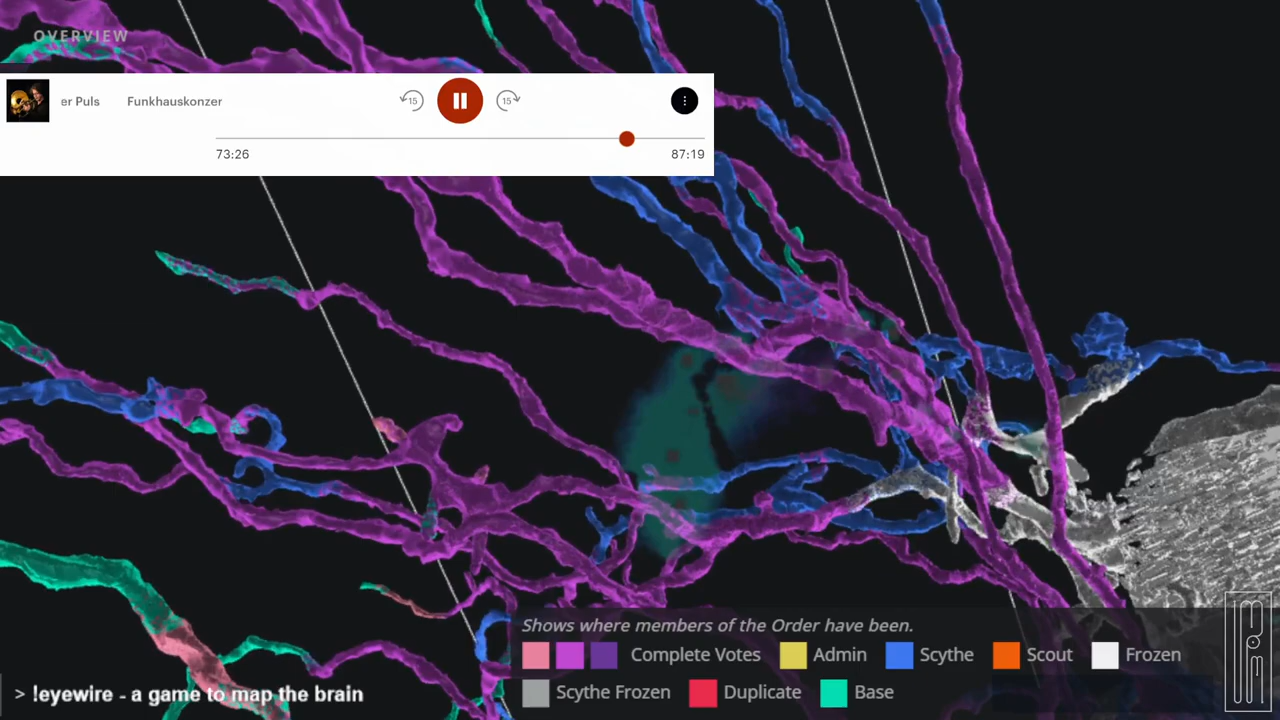 OVERVIEW
er Puls Funkhauskonzer
15 15
73:26 87:19
Shows where members of the Order have been.
Complete Votes Admin Scythe Scout Frozen
Scythe Frozen Duplicate Base
> !eyewire - a game to map the brain